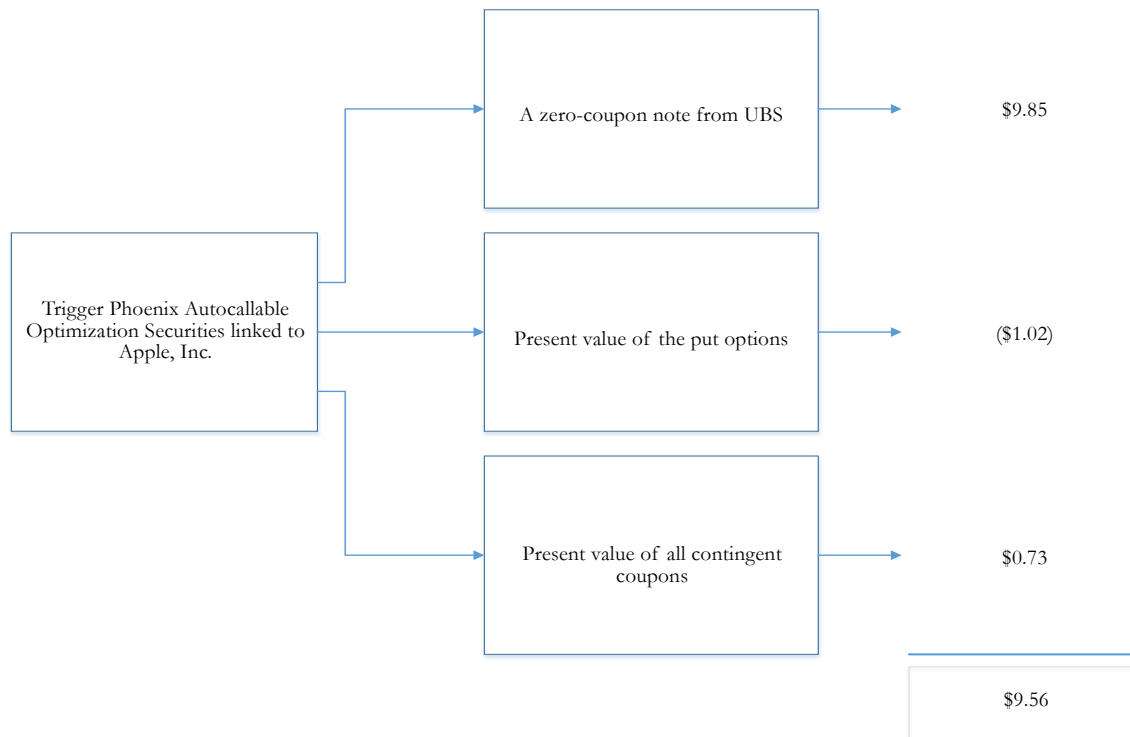 A zero-coupon note from UBS
$9.85
Trigger Phoenix Autocallable
Optimization Securities linked to
Apple, Inc.
Present value of the put options
($1.02)
Present value of all contingent
coupons
$0.73
$9.56